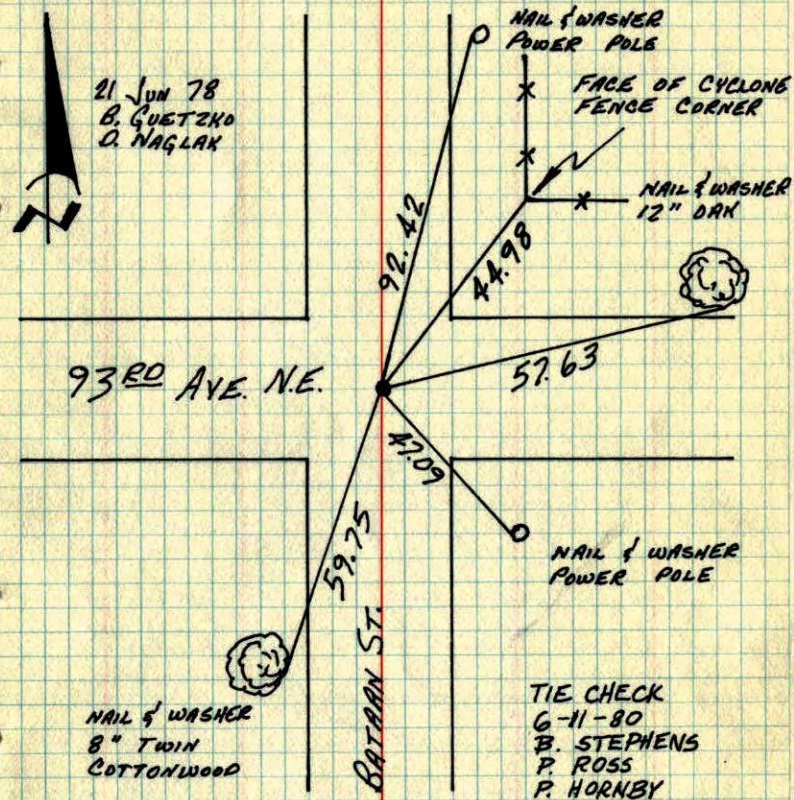 NAIL & WASHER
POWER POLE
21 JUN 78
B. GUETZKO
D. NAGLAK
FACE OF CYCLONE
FENCE CORNER
NAIL & WASHER
12" OAK
92.42
44.98
57.63
93RD AVE. N.E.
47.09
59.75
NAIL & WASHER
POWER POLE
BATAAN ST.
NAIL & WASHER
8" TWIN
COTTONWOOD
TIE CHECK
6-11-80
B. STEPHENS
P. ROSS
P. HORNBY